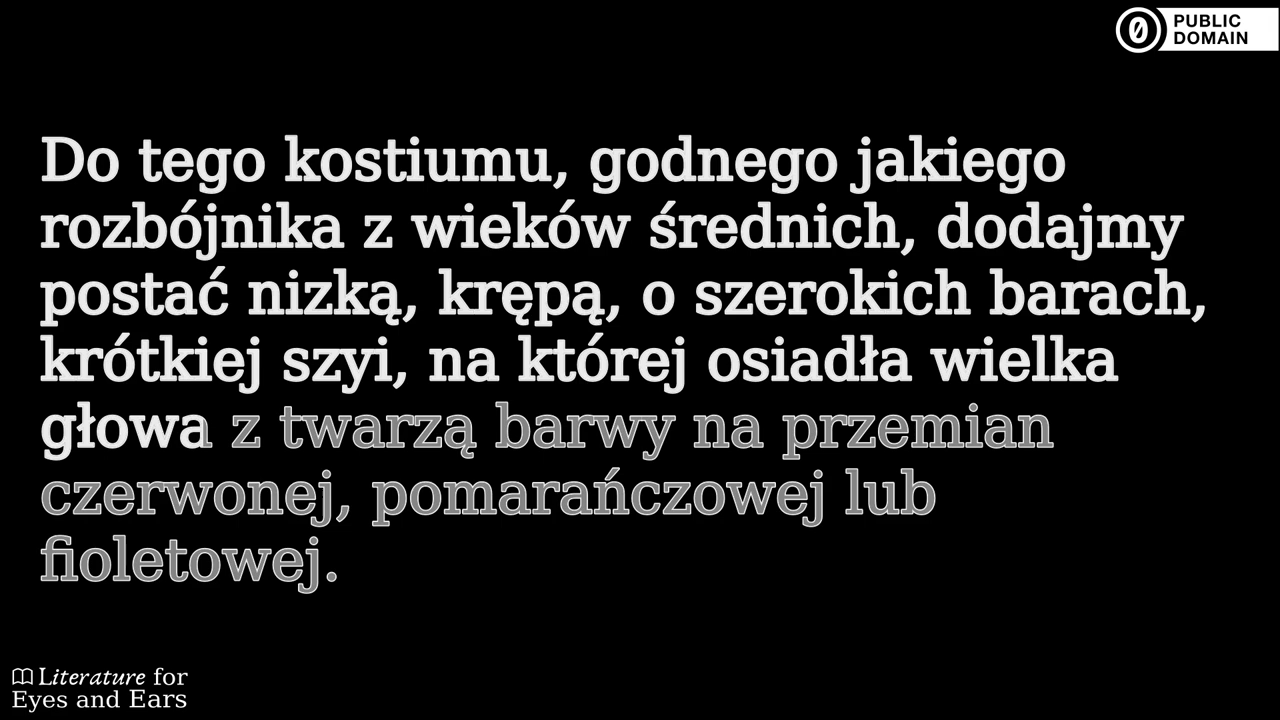 PUBLIC
DOMAIN
Do tego kostiumu, godnego jakiego
rozbójnika z wieków średnich, dodajmy
postać nizką, krępą, o szerokich barach,
krótkiej szyi, na której osiadła wielka
głowa z twarzą barwy na przemian
czerwonej, pomarańczowej lub
fioletowej.
Literature for
Eyes and Ears